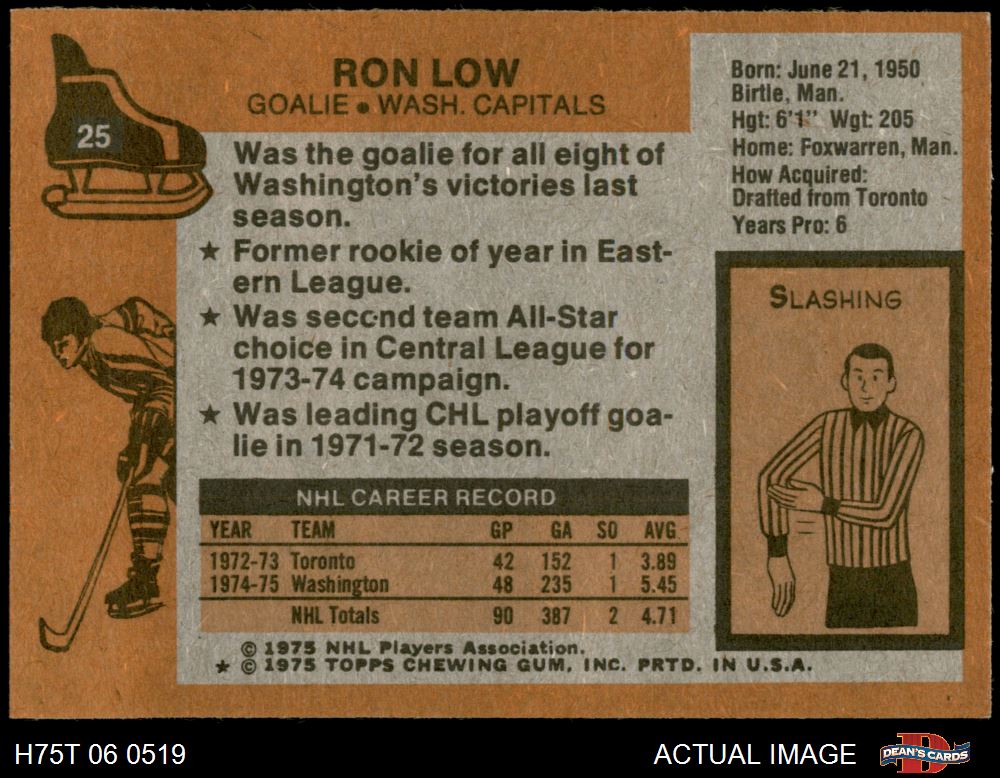 25
RON LOW
GOALIE • WASH. CAPITALS
Was the goalie for all eight of
Washington's victories last
season.
★ Former rookie of year in East-
ern League.
★ Was second team All-Star
choice in Central League for
1973-74 campaign.
★ Was leading CHL playoff goa-
lie in 1971-72 season.
Born: June 21, 1950
Birtle, Man.
Hgt: 6'1" Wgt: 205
Home: Foxwarren, Man.
How Acquired:
Drafted from Toronto
Years Pro: 6
SLASHING
NHL CAREER RECORD
YEAR TEAM GP GA SO AVG
1972-73 Toronto 42 152 1 3.89
1974-75 Washington 48 235 1 5.45
NHL Totals 90 387 2 4.71
© 1975 NHL Players Association.
★ © 1975 TOPPS CHEWING GUM, INC. PRTD. IN U.S.A.
H75T 06 0519
ACTUAL IMAGE
D
DEAN'S CARDS